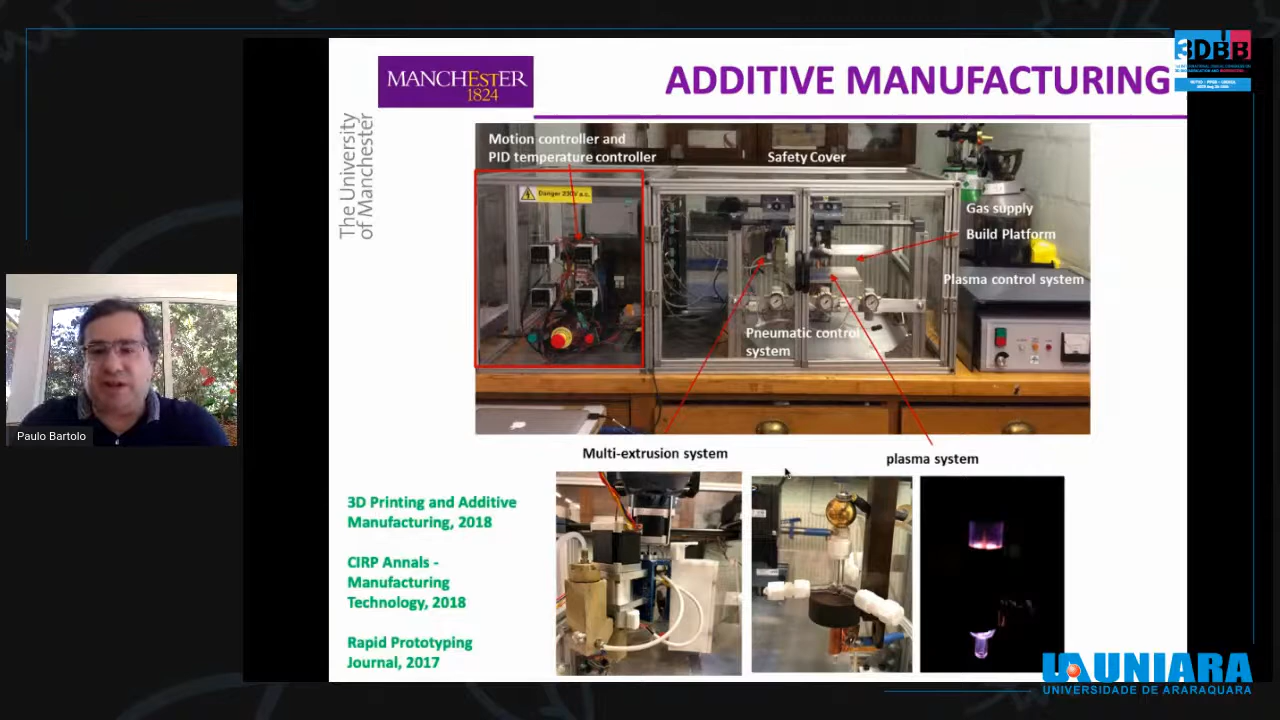 MANCHESTER
1824
The University
of Manchester
ADDITIVE MANUFACTURING
3DBB
Motion controller and
PID temperature controller
Safety Cover
Gas supply
Build Platform
Plasma control system
Pneumatic control
system
Multi-extrusion system
plasma system
3D Printing and Additive
Manufacturing, 2018
CIRP Annals -
Manufacturing
Technology, 2018
Rapid Prototyping
Journal, 2017
Paulo Bartolo
UNIARA
UNIVERSIDADE DE ARARAQUARA